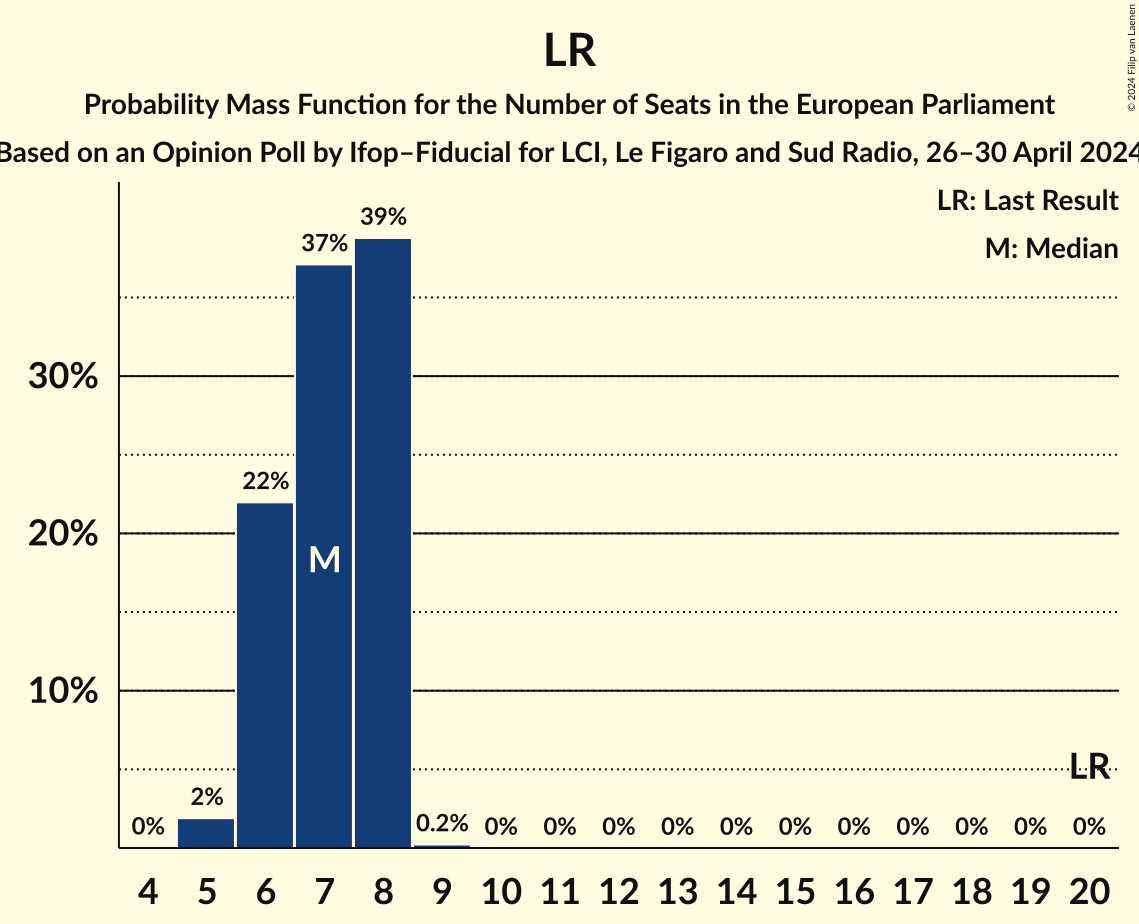 LR
Probability Mass Function for the Number of Seats in the European Parliament
Based on an Opinion Poll by Ifop–Fiducial for LCI, Le Figaro and Sud Radio, 26–30 April 2024
© 2024 Filip van Laenen
LR: Last Result
M: Median
39%
37%
30%
22%
20%
M
10%
LR
0% 2% 0.2% 0% 0% 0% 0% 0% 0% 0% 0% 0% 0% 0%
4 5 6 7 8 9 10 11 12 13 14 15 16 17 18 19 20